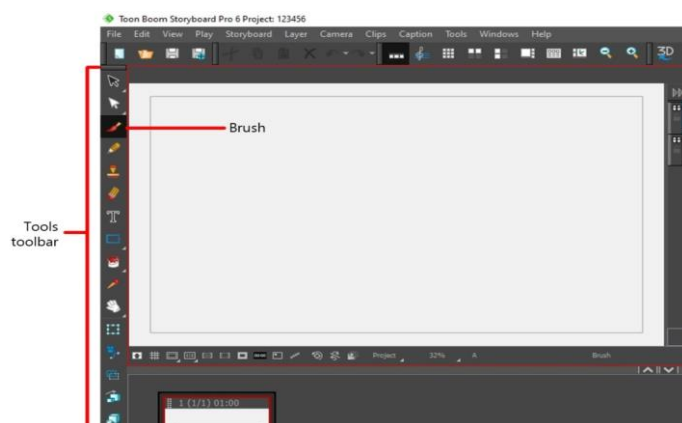 Toon Boom Storyboard Pro 6 Project: 123456
File Edit View Play Storyboard Layer Camera Clips Caption Tools Windows Help
3D
Brush
T
Tools
toolbar
Project 32% A Brush
1 (1/1) 01:00